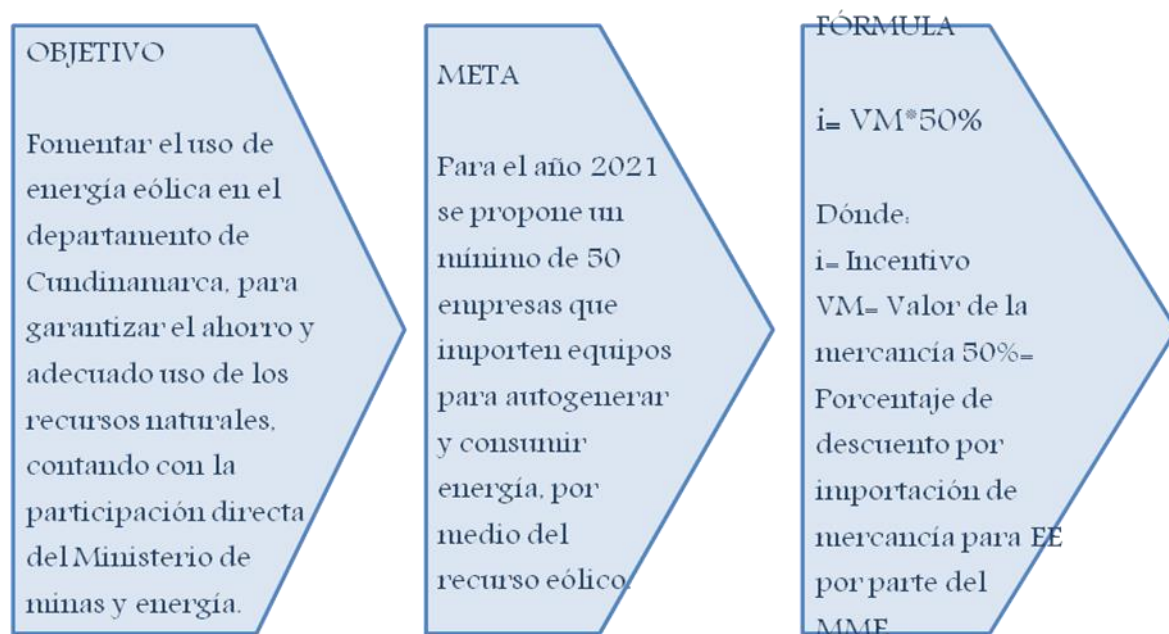 OBJETIVO
Fomentar el uso de
energía eólica en el
departamento de
Cundinamarca, para
garantizar el ahorro y
adecuado uso de los
recursos naturales,
contando con la
participación directa
del Ministerio de
minas y energía.
META
Para el año 2021
se propone un
mínimo de 50
empresas que
importen equipos
para autogenerar
y consumir
energía, por
medio del
recurso eólico.
FÓRMULA
i= VM*50%
Dónde:
i= Incentivo
VM= Valor de la
mercancía 50%=
Porcentaje de
descuento por
importación de
mercancía para EE
por parte del
MME